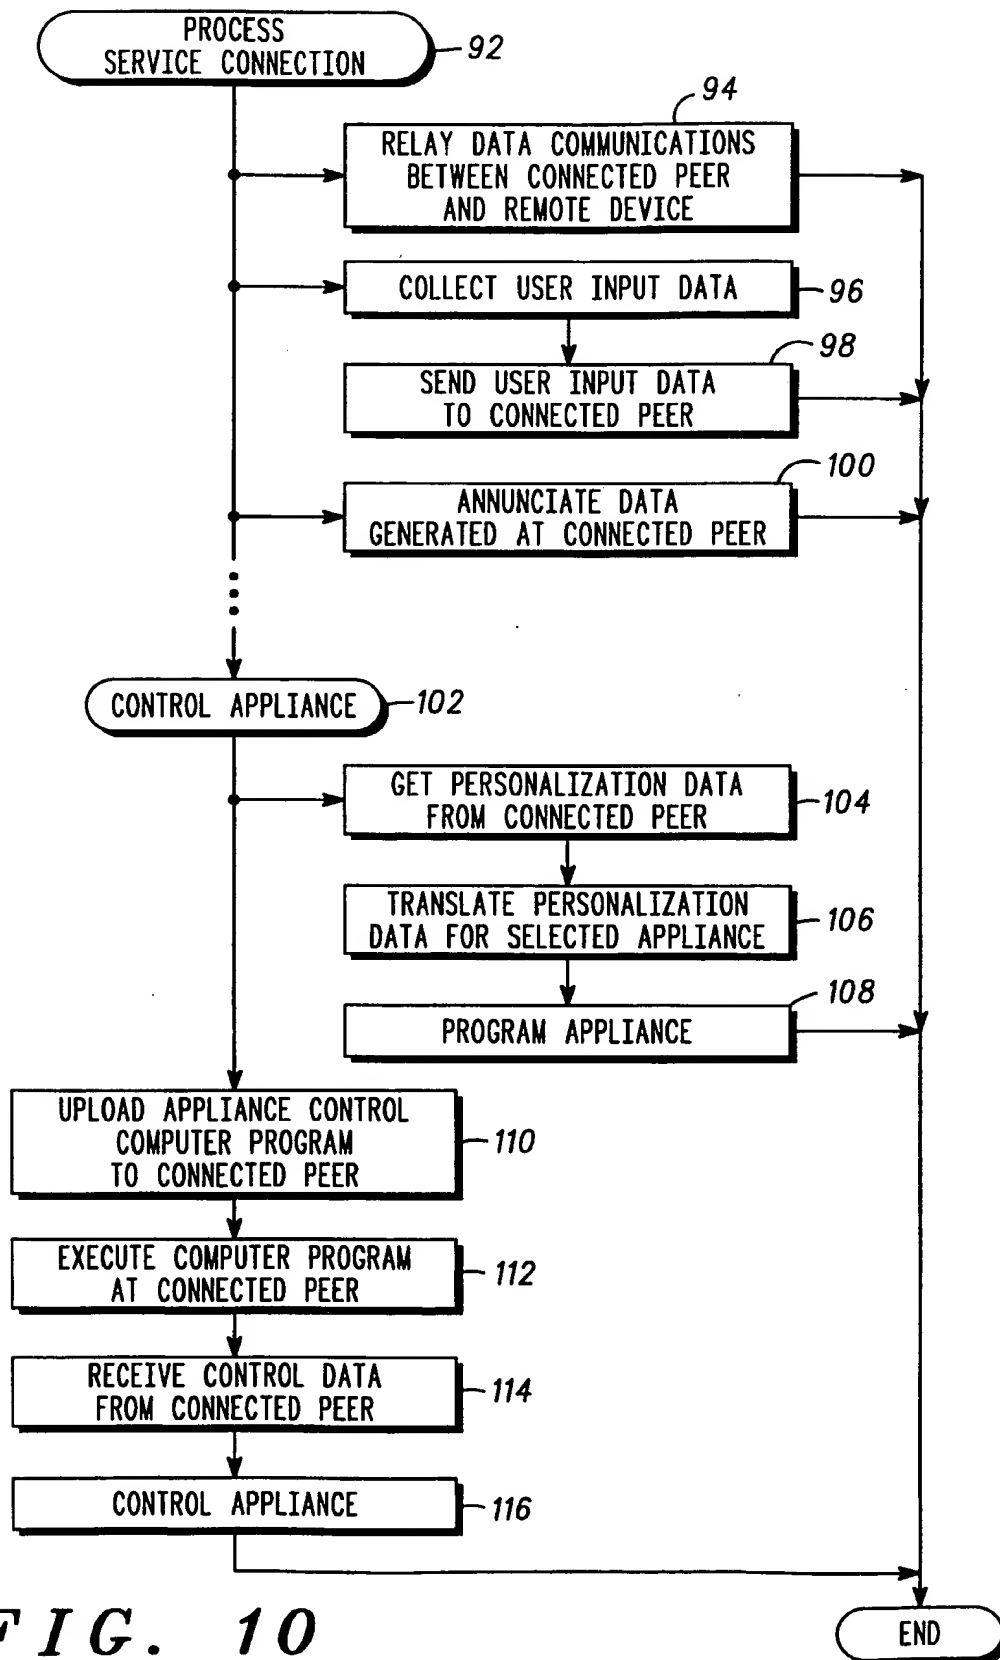 PROCESS
SERVICE CONNECTION
92
94
RELAY DATA COMMUNICATIONS
BETWEEN CONNECTED PEER
AND REMOTE DEVICE
COLLECT USER INPUT DATA
96
98
SEND USER INPUT DATA
TO CONNECTED PEER
100
ANNUNCIATE DATA
GENERATED AT CONNECTED PEER
CONTROL APPLIANCE
102
GET PERSONALIZATION DATA
FROM CONNECTED PEER
104
TRANSLATE PERSONALIZATION
DATA FOR SELECTED APPLIANCE
106
108
PROGRAM APPLIANCE
UPLOAD APPLIANCE CONTROL
COMPUTER PROGRAM
TO CONNECTED PEER
110
EXECUTE COMPUTER PROGRAM
AT CONNECTED PEER
112
RECEIVE CONTROL DATA
FROM CONNECTED PEER
114
CONTROL APPLIANCE
116
END
FIG. 10